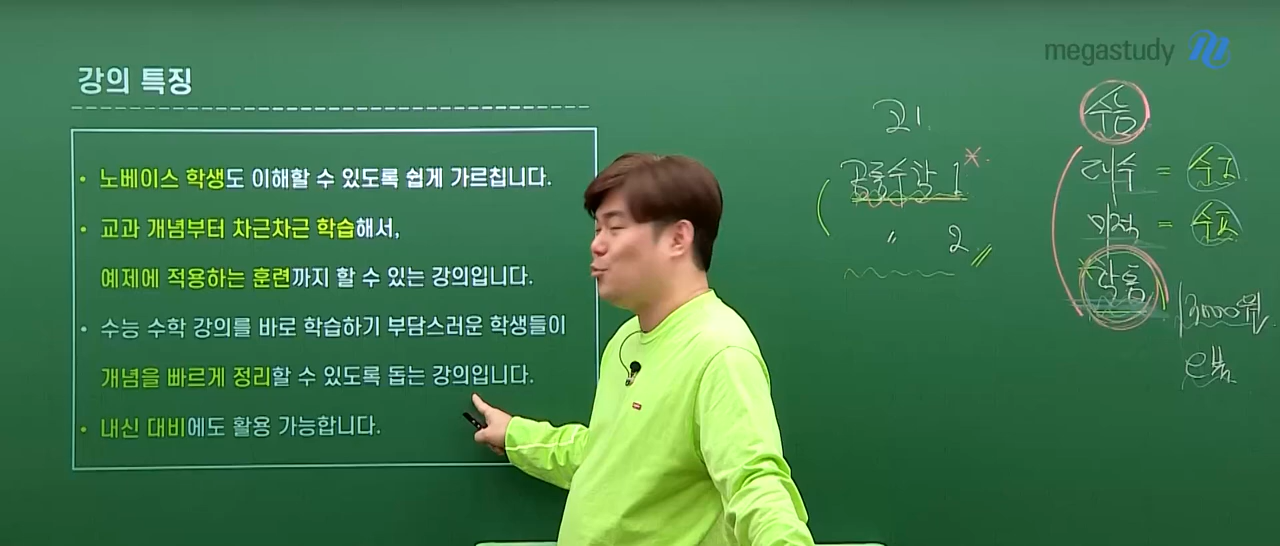 megastudy
강의 특징
• 노베이스 학생도 이해할 수 있도록 쉽게 가르칩니다.
• 교과 개념부터 차근차근 학습해서,
예제에 적용하는 훈련까지 할 수 있는 강의입니다.
• 수능 수학 강의를 바로 학습하기 부담스러운 학생들이
개념을 빠르게 정리할 수 있도록 돕는 강의입니다.
• 내신 대비에도 활용 가능합니다.
고1.
공통수학 1 *
〃 2
수능
대수 =
미적 =
확통